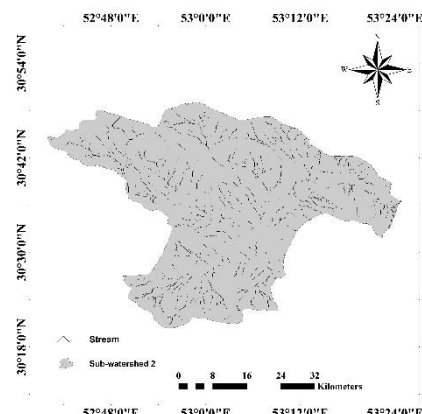 52°48'0"E 53°0'0"E 53°12'0"E 53°24'0"E
30°54'0"N
30°42'0"N
30°30'0"N
30°18'0"N
N
W E
S
Stream
Sub-watershed 2
0 8 16 24 32
Kilometers
52°48'0"E 53°0'0"E 53°12'0"E 53°24'0"E